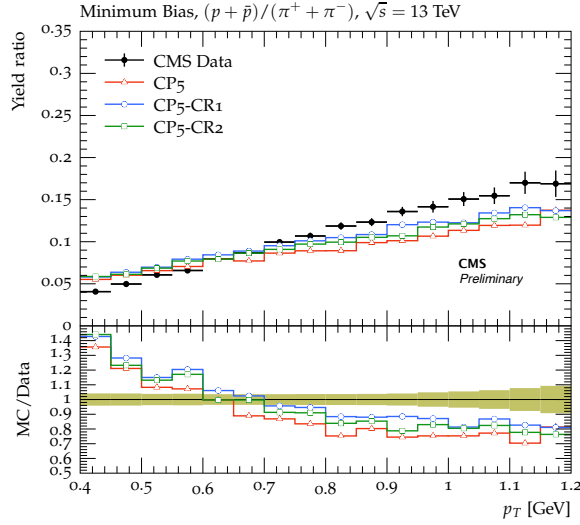 Minimum Bias, (p + p̄)/(π⁺ + π⁻), √s = 13 TeV
Yield ratio
0.35
0.3
0.25
0.2
0.15
0.1
0.05
0
CMS Data
CP5
CP5-CR1
CP5-CR2
CMS
Preliminary
MC/Data
1.4
1.3
1.2
1.1
1
0.9
0.8
0.7
0.6
0.5
0.4 0.5 0.6 0.7 0.8 0.9 1 1.1 1.2
p_T [GeV]